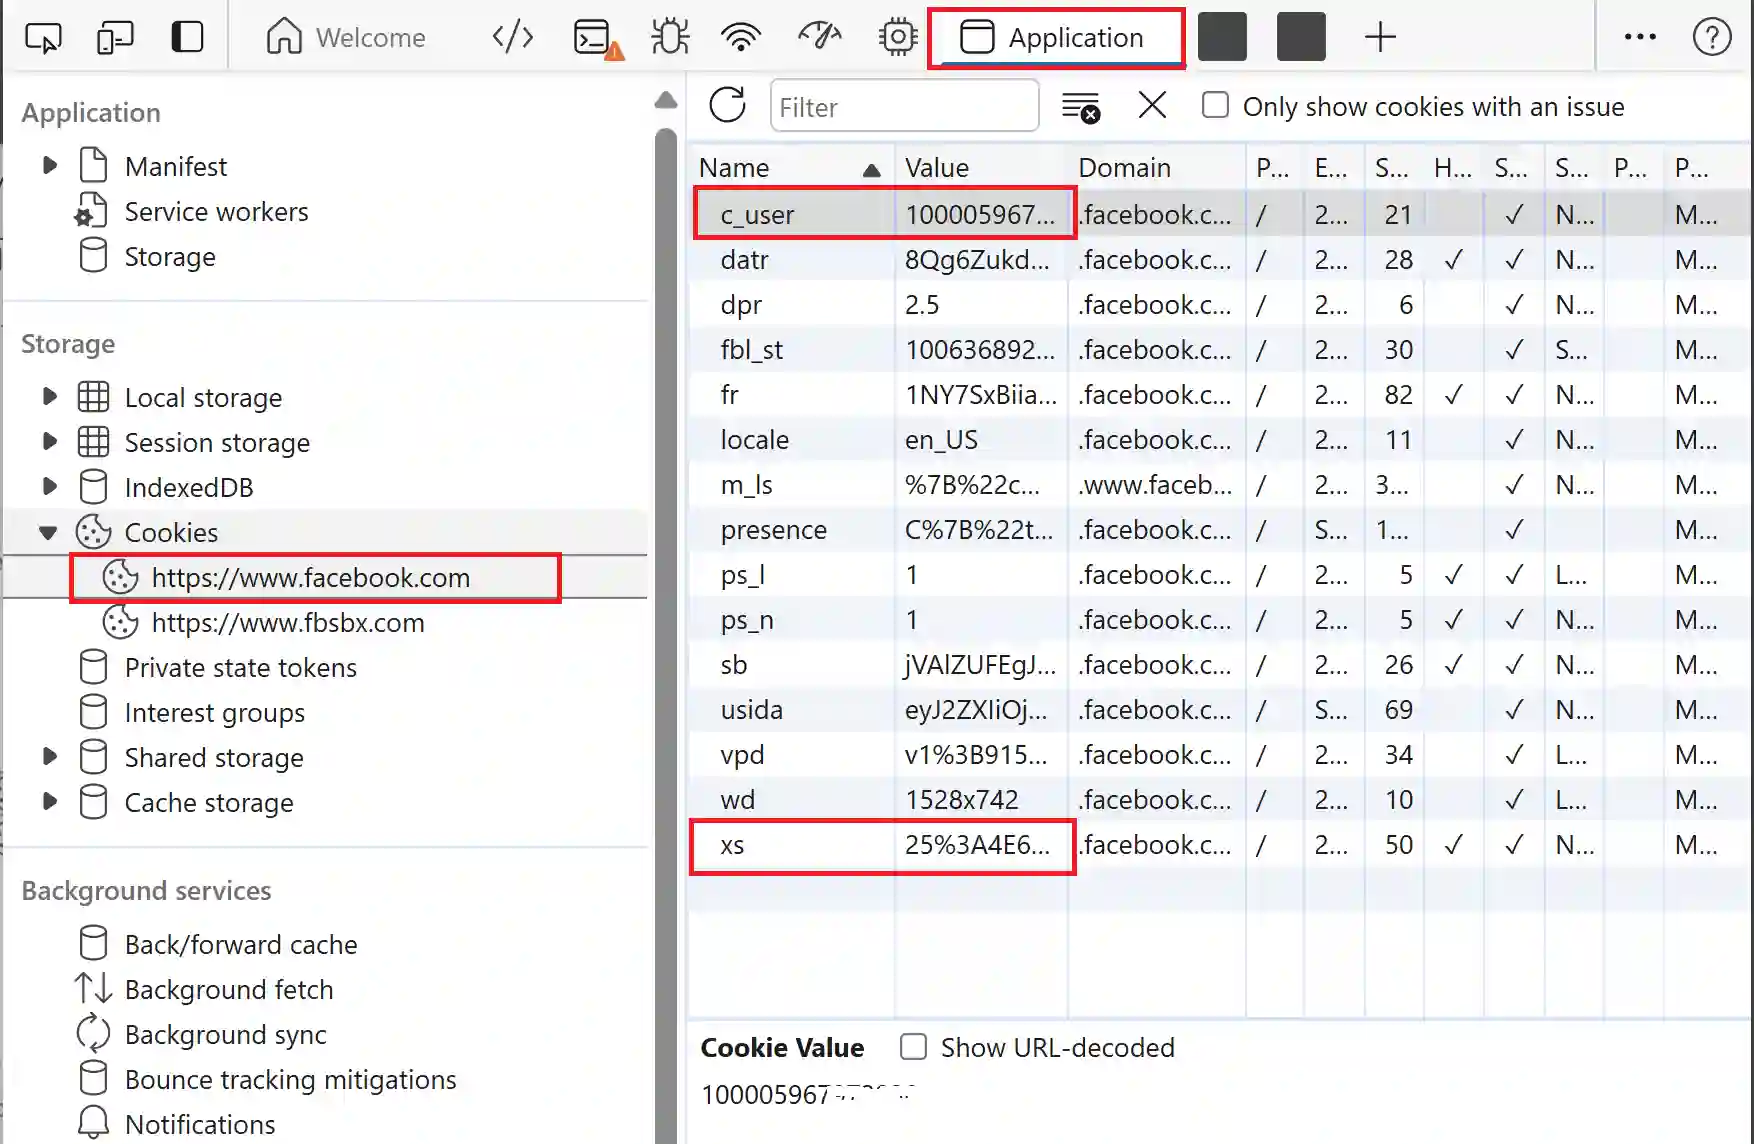 Welcome
Application
Application
Manifest
Service workers
Storage
Storage
Local storage
Session storage
IndexedDB
Cookies
https://www.facebook.com
https://www.fbsbx.com
Private state tokens
Interest groups
Shared storage
Cache storage
Background services
Back/forward cache
Background fetch
Background sync
Bounce tracking mitigations
Notifications
Filter
Only show cookies with an issue
Name Value Domain P... E... S... H... S... S... P... P...
c_user 100005967... .facebook.c... / 2... 21 ✓ N... M...
datr 8Qg6Zukd... .facebook.c... / 2... 28 ✓ ✓ N... M...
dpr 2.5 .facebook.c... / 2... 6 ✓ N... M...
fbl_st 100636892... .facebook.c... / 2... 30 ✓ S... M...
fr 1NY7SxBiia... .facebook.c... / 2... 82 ✓ ✓ N... M...
locale en_US .facebook.c... / 2... 11 ✓ N... M...
m_ls %7B%22c... .www.faceb... / 2... 3... ✓ N... M...
presence C%7B%22t... .facebook.c... / S... 1... ✓ M...
ps_l 1 .facebook.c... / 2... 5 ✓ ✓ L... M...
ps_n 1 .facebook.c... / 2... 5 ✓ ✓ N... M...
sb jVAlZUFEgJ... .facebook.c... / 2... 26 ✓ ✓ N... M...
usida eyJ2ZXIiOj... .facebook.c... / S... 69 ✓ N... M...
vpd v1%3B915... .facebook.c... / 2... 34 ✓ L... M...
wd 1528x742 .facebook.c... / 2... 10 ✓ L... M...
xs 25%3A4E6... .facebook.c... / 2... 50 ✓ ✓ N... M...
Cookie Value Show URL-decoded